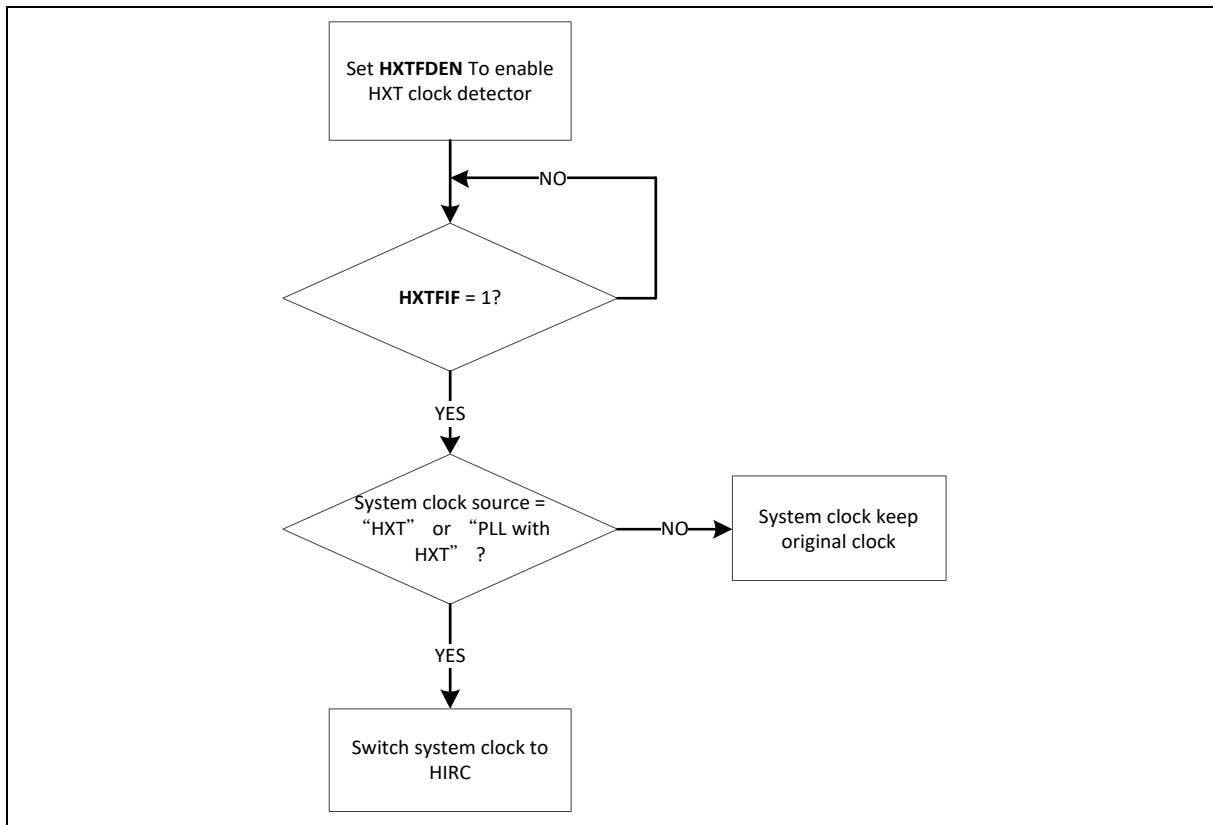 Set HXTFDEN To enable
HXT clock detector
NO
HXTFIF = 1?
YES
System clock source =
“HXT” or “PLL with
HXT” ?
NO
System clock keep
original clock
YES
Switch system clock to
HIRC